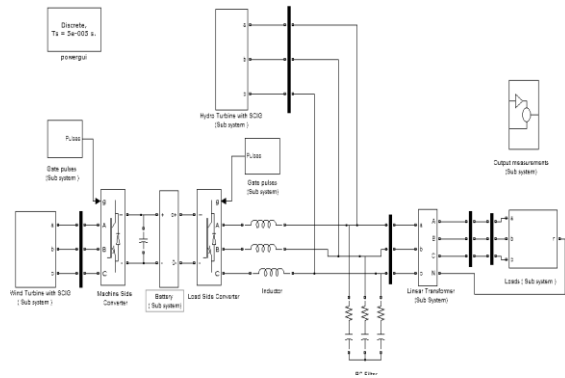 Discrete,
Ts = 5e-005 s.
powergui
A
B
C
Hydro Turbine with SCIG
(Sub system )
Pulses
Gate pulses
(Sub system )
Pulses
Gate pulses
(Sub system)
Output measurements
(Sub system)
g
A
B
C
+
-
g
A
B
C
Wind Turbine with SCIG
( Sub system )
Machine Side
Converter
Battery
(Sub system )
Load Side Converter
Inductor
A
B
C
N
Linear Transformer
(Sub System )
Loads ( Sub system )
RC Filter